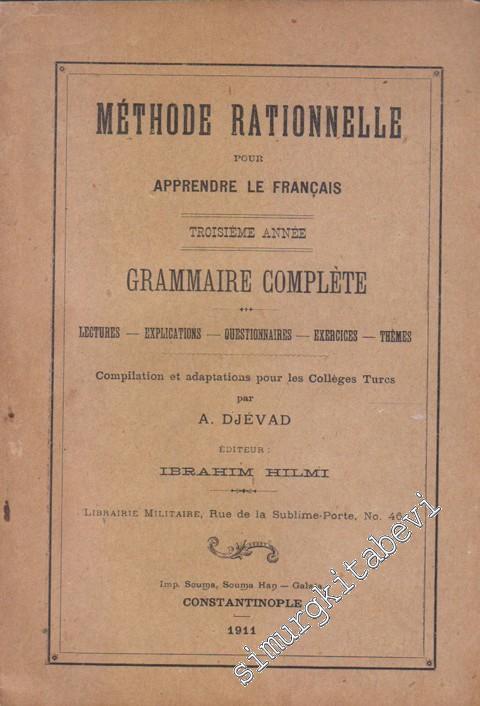 MÉTHODE RATIONNELLE
POUR
APPRENDRE LE FRANÇAIS
TROISIÉME ANNÉE
GRAMMAIRE COMPLÈTE
LECTURES — EXPLICATIONS — QUESTIONNAIRES — EXERCICES — THÈMES
Compilation et adaptations pour les Collèges Turcs
par
A. DJÉVAD
ÉDITEUR:
IBRAHIM HILMI
LIBRAIRIE MILITAIRE, Rue de la Sublime-Porte, No. 46
Imp. Souma, Souma Han — Galata
CONSTANTINOPLE
1911
simurgkitabevi